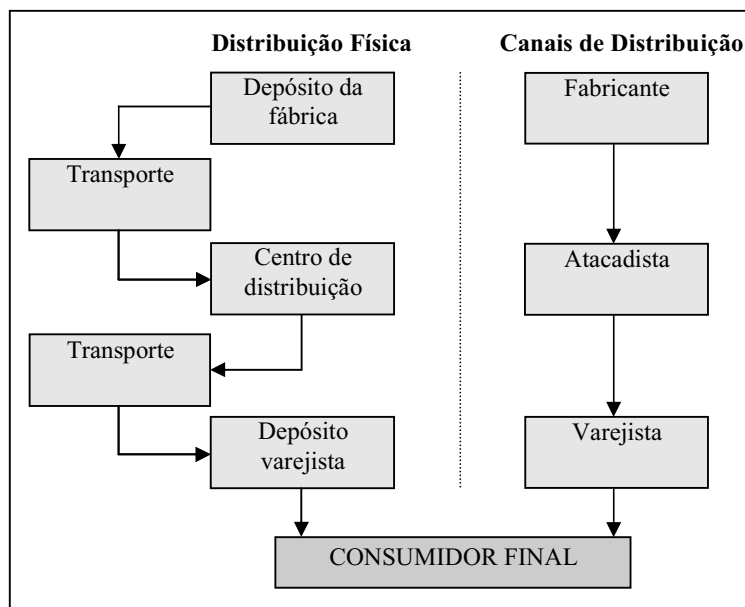 Distribuição Física
Depósito da
fábrica
Transporte
Centro de
distribuição
Transporte
Depósito
varejista
Canais de Distribuição
Fabricante
Atacadista
Varejista
CONSUMIDOR FINAL